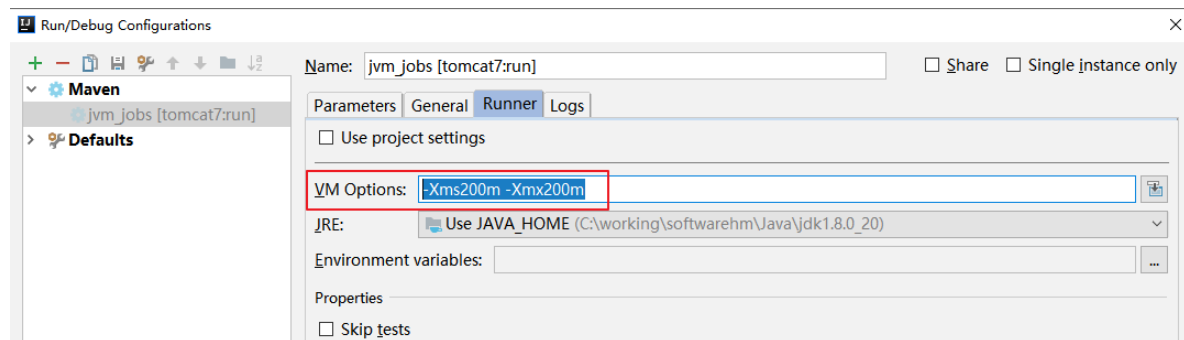 Run/Debug Configurations
Name: jvm_jobs [tomcat7:run] Share Single instance only
Maven
jvm_jobs [tomcat7:run]
Defaults
Parameters General Runner Logs
Use project settings
VM Options: -Xms200m -Xmx200m
JRE: Use JAVA_HOME (C:\working\softwarehm\Java\jdk1.8.0_20)
Environment variables: ...
Properties
Skip tests